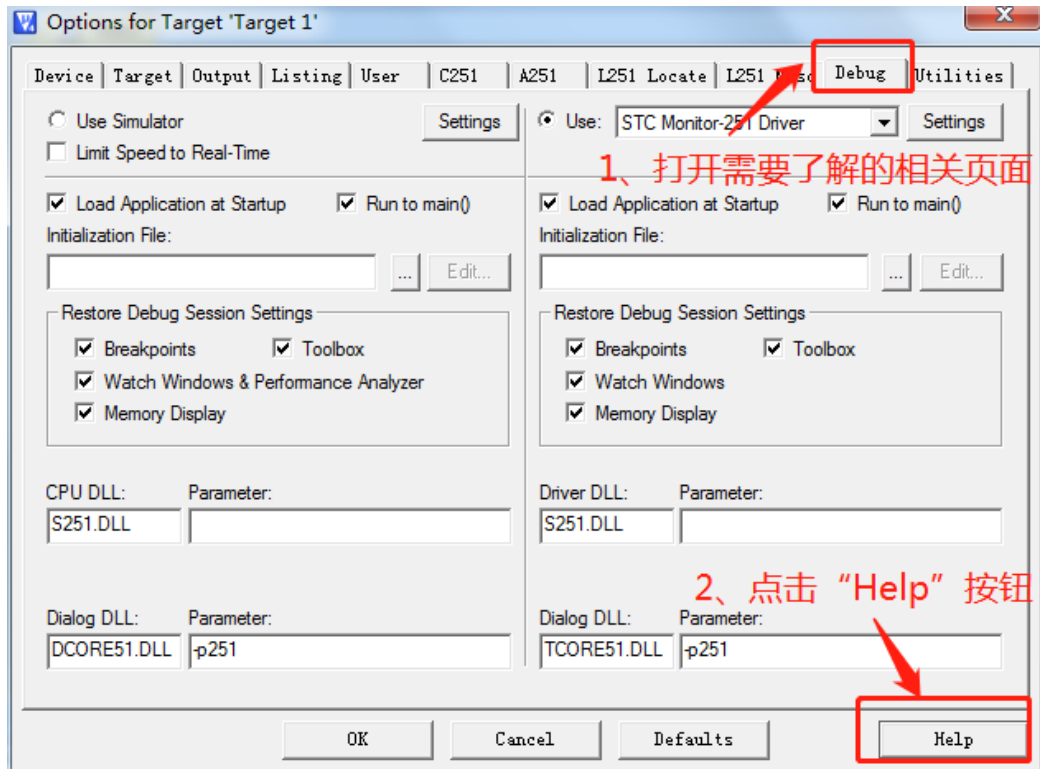 Options for Target 'Target 1'
Device Target Output Listing User C251 A251 L251 Locate L251 Debug Utilities
Use Simulator Settings Use: STC Monitor-251 Driver Settings
Limit Speed to Real-Time
1、打开需要了解的相关页面
Load Application at Startup Run to main() Load Application at Startup Run to main()
Initialization File: Initialization File:
... Edit... ... Edit...
Restore Debug Session Settings Restore Debug Session Settings
Breakpoints Toolbox Breakpoints Toolbox
Watch Windows & Performance Analyzer Watch Windows
Memory Display Memory Display
CPU DLL: Parameter: Driver DLL: Parameter:
S251.DLL S251.DLL
2、点击“Help”按钮
Dialog DLL: Parameter: Dialog DLL: Parameter:
DCORE51.DLL -p251 TCORE51.DLL -p251
OK Cancel Defaults Help